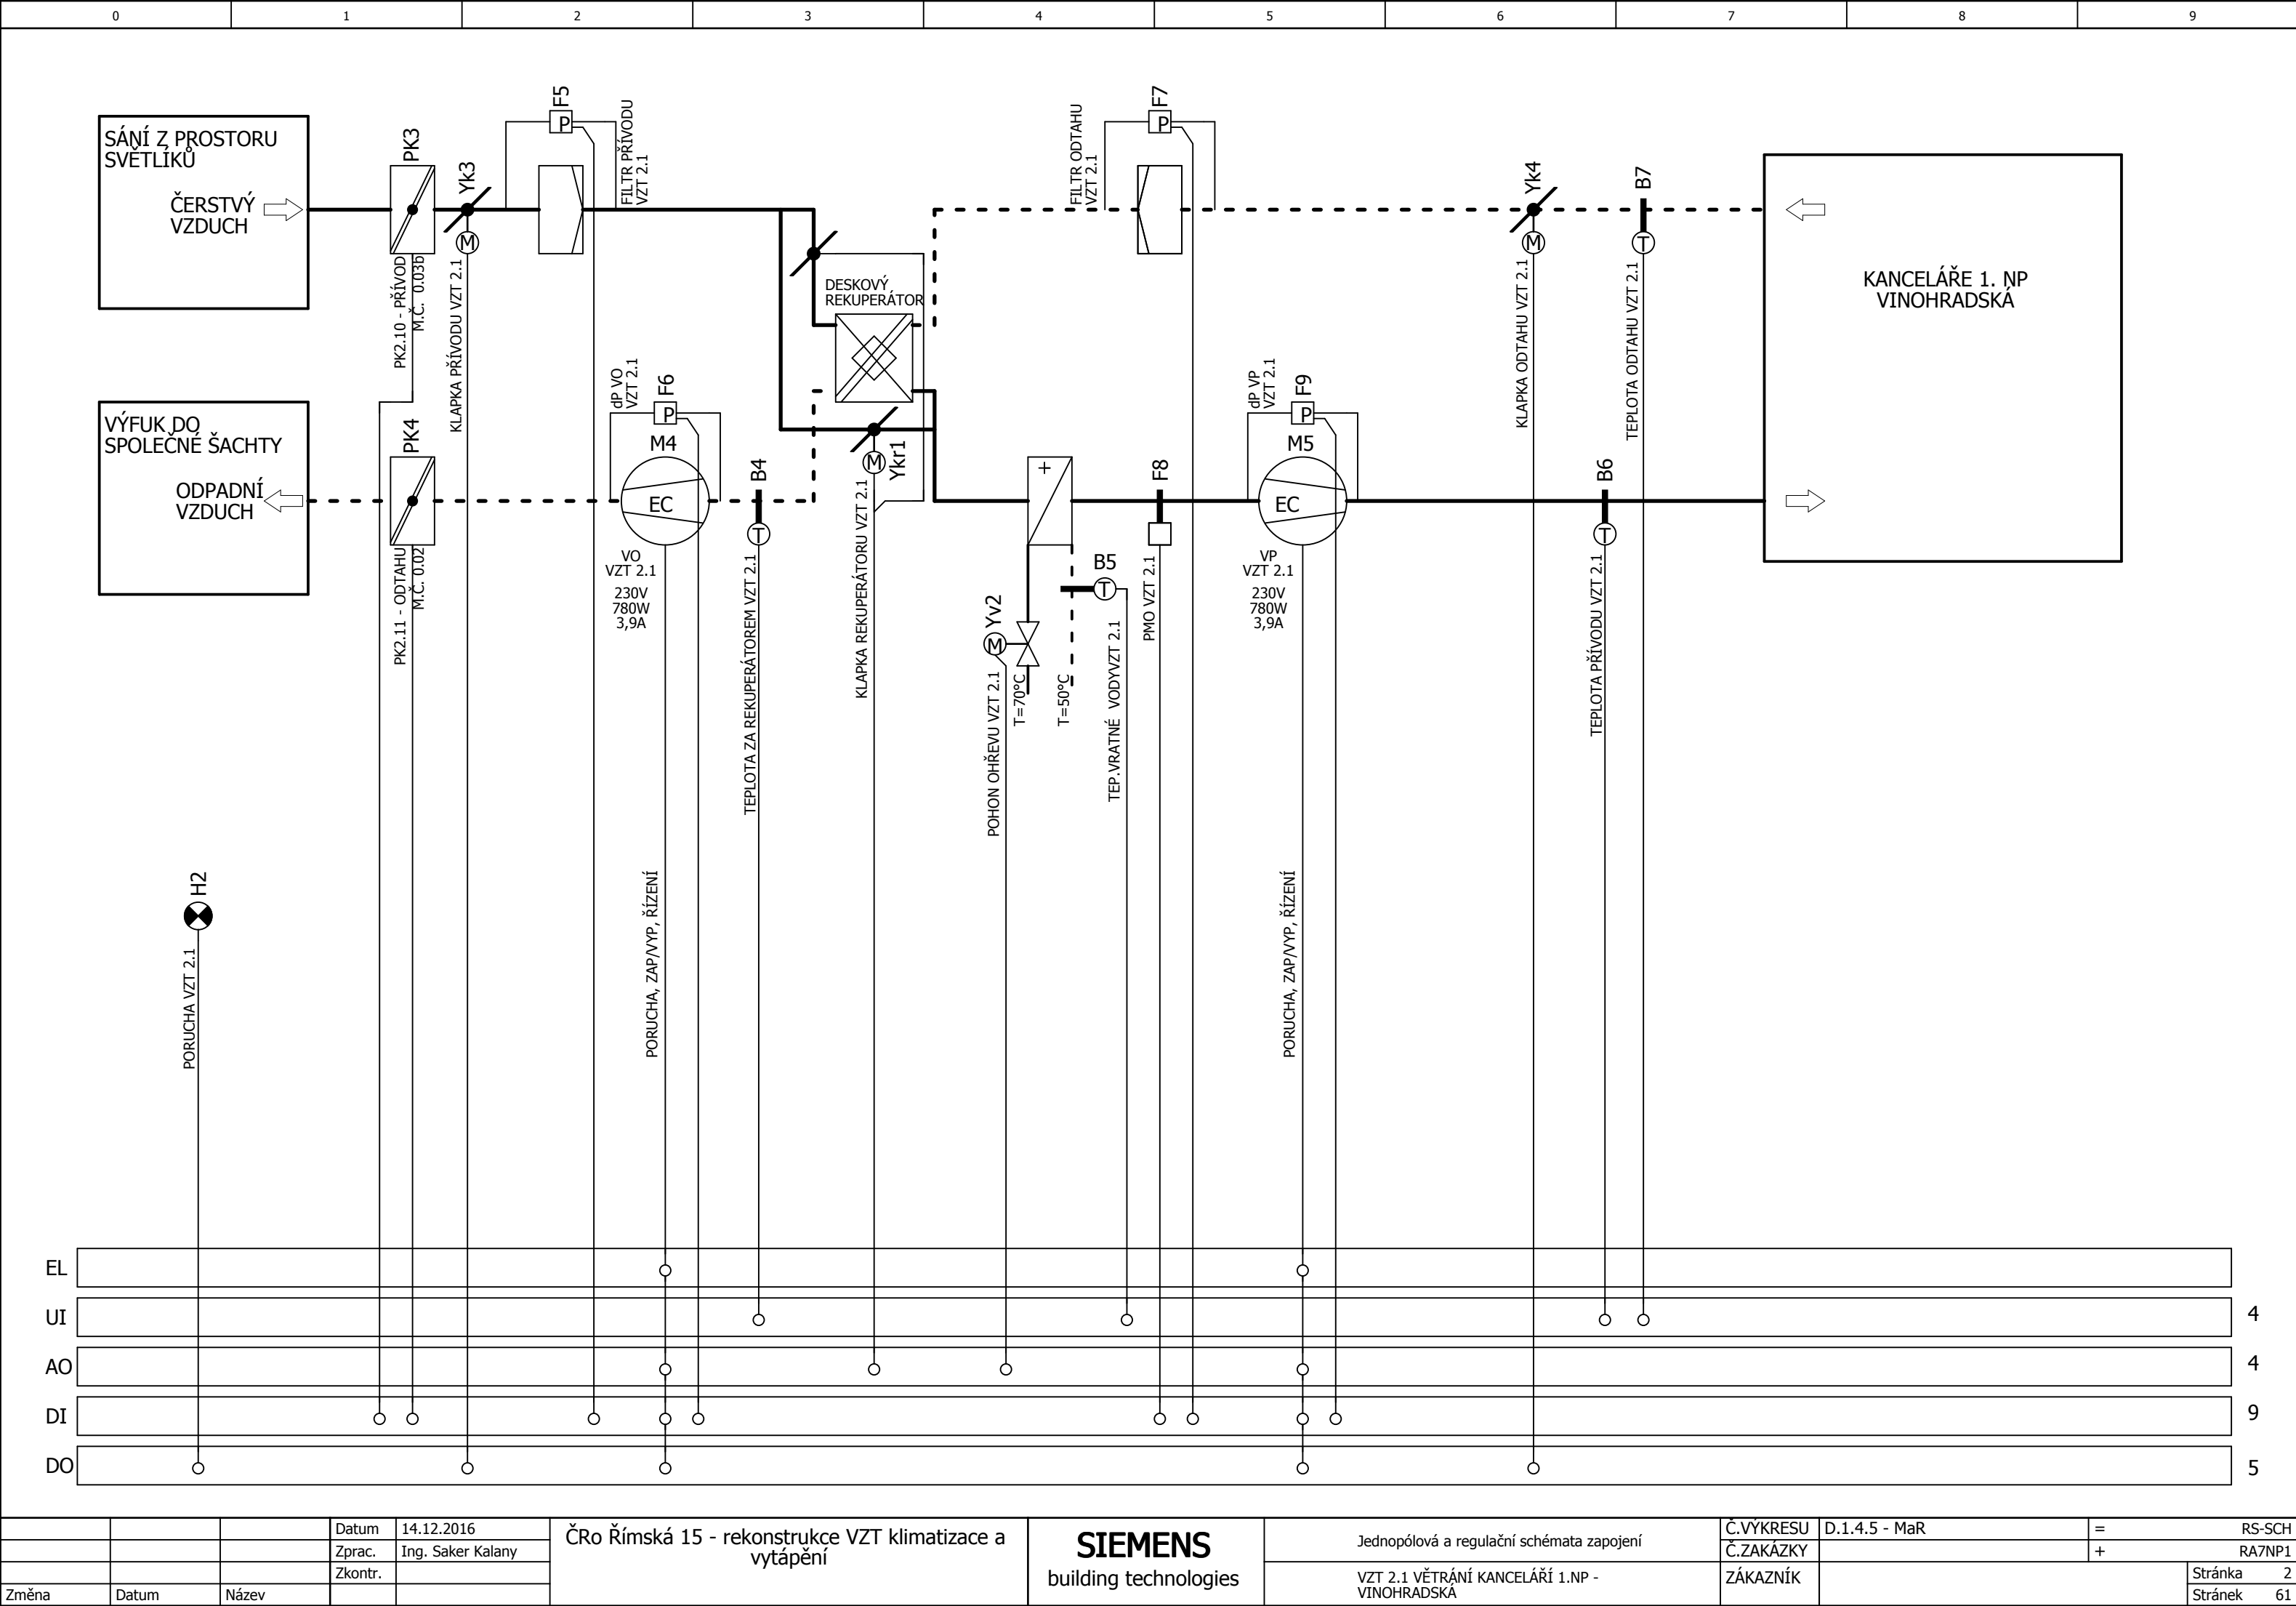 0 1 2 3 4 5 6 7 8 9
SÁNÍ Z PROSTORU
SVĚTLÍKŮ
ČERSTVÝ
VZDUCH
PK3
PK2.10 - PŘÍVOD
M.Č. 0.03b
Yk3
M
KLAPKA PŘÍVODU VZT 2.1
F5
P
FILTR PŘÍVODU
VZT 2.1
DESKOVÝ
REKUPERÁTOR
F7
P
FILTR ODTAHU
VZT 2.1
Yk4
M
KLAPKA ODTAHU VZT 2.1
B7
T
TEPLOTA ODTAHU VZT 2.1
KANCELÁŘE 1. NP
VINOHRADSKÁ
VÝFUK DO
SPOLEČNÉ ŠACHTY
ODPADNÍ
VZDUCH
PK4
PK2.11 - ODTAHU
M.Č. 0.02
dP VO
VZT 2.1
F6
P
M4
EC
VO
VZT 2.1
230V
780W
3,9A
B4
T
TEPLOTA ZA REKUPERÁTOREM VZT 2.1
M
Ykr1
KLAPKA REKUPERÁTORU VZT 2.1
+
Yv2
M
POHON OHŘEVU VZT 2.1
T=70°C
T=50°C
B5
T
TEP.VRATNÉ VODYVZT 2.1
F8
PMO VZT 2.1
dP VP
VZT 2.1
F9
P
M5
EC
VP
VZT 2.1
230V
780W
3,9A
B6
T
TEPLOTA PŘÍVODU VZT 2.1
H2
PORUCHA VZT 2.1
PORUCHA, ZAP/VYP, ŘÍZENÍ
PORUCHA, ZAP/VYP, ŘÍZENÍ
EL
UI 4
AO 4
DI 9
DO 5
Změna Datum Název
Datum 14.12.2016
Zprac. Ing. Saker Kalany
Zkontr.
ČRo Římská 15 - rekonstrukce VZT klimatizace a
vytápění
SIEMENS
building technologies
Jednopólová a regulační schémata zapojení
VZT 2.1 VĚTRÁNÍ KANCELÁŘÍ 1.NP -
VINOHRADSKÁ
Č.VÝKRESU D.1.4.5 - MaR
Č.ZAKÁZKY
ZÁKAZNÍK
= RS-SCH
+ RA7NP1
Stránka 2
Stránek 61